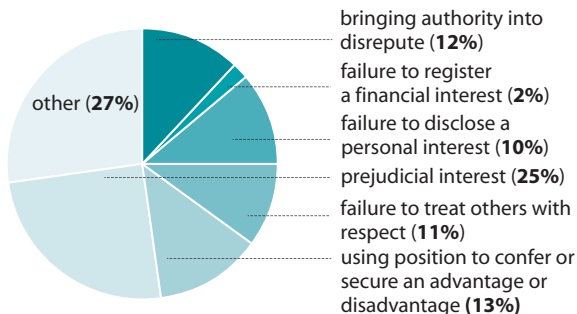 bringing authority into
disrepute (12%)
failure to register
a financial interest (2%)
other (27%)
failure to disclose a
personal interest (10%)
prejudicial interest (25%)
failure to treat others with
respect (11%)
using position to confer or
secure an advantage or
disadvantage (13%)